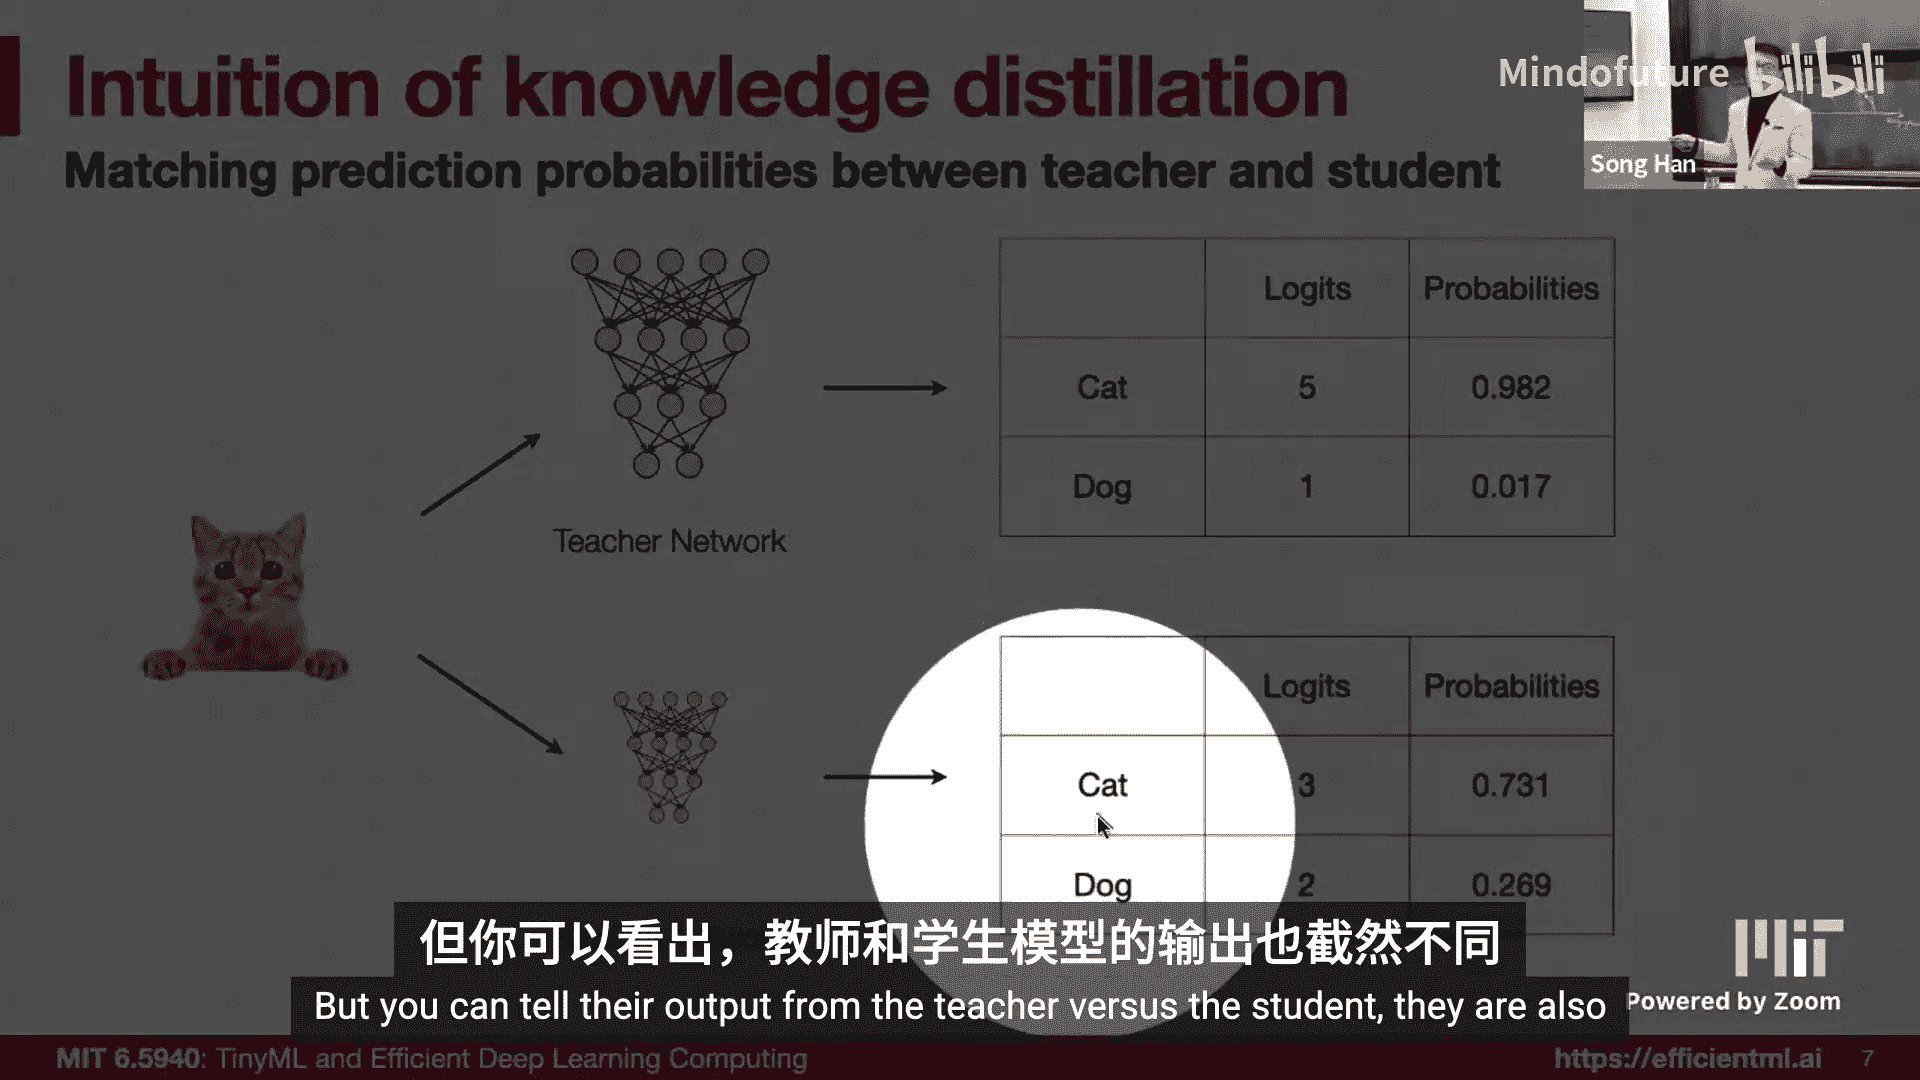 Intuition of knowledge distillation
Mindofuture bilibili
Matching prediction probabilities between teacher and student
Song Han
Logits Probabilities
Cat 5 0.982
Dog 1 0.017
Teacher Network
Logits Probabilities
Cat 3 0.731
Dog 2 0.269
但你可以看出，教师和学生模型的输出也截然不同
But you can tell their output from the teacher versus the student, they are also
MIT
Powered by Zoom
MIT 6.5940: TinyML and Efficient Deep Learning Computing
https://efficientml.ai 7